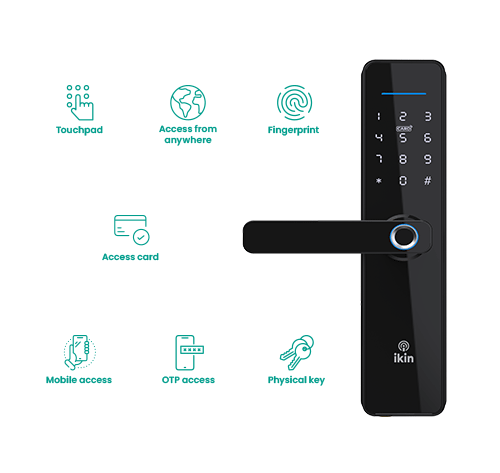 Touchpad
Access from
anywhere
Fingerprint
Access card
Mobile access
OTP access
Physical key
1 2 3
CARD
4 5 6
7 8 9
* 0 #
ikin